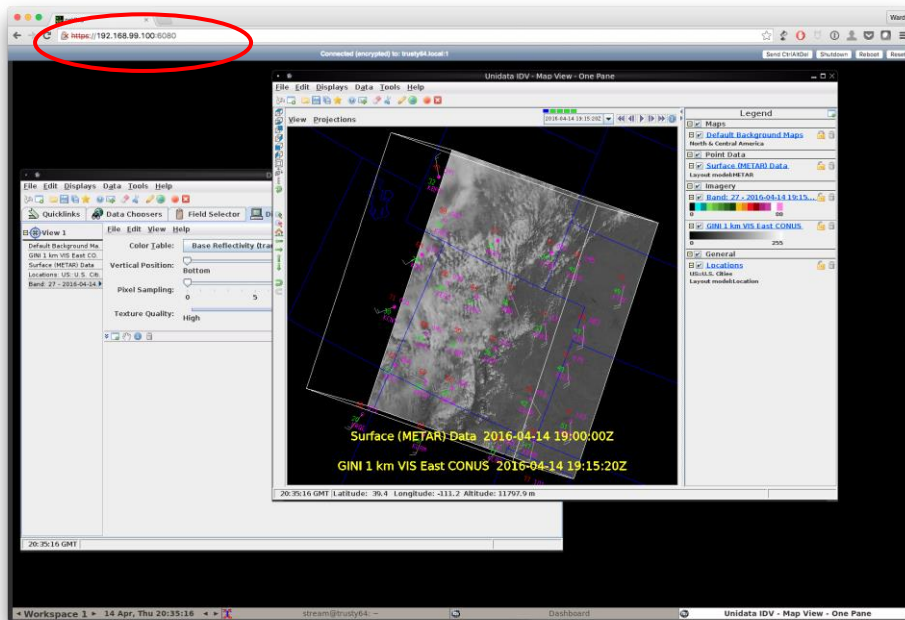 Ward
https://192.168.99.100:6080
Connected (encrypted) to: trusty64.local:1
Send CtrlAltDel Shutdown Reboot Reset
Unidata IDV - Map View - One Pane
File Edit Displays Data Tools Help
View Projections
2016-04-14 19:15:20Z
Legend
Maps
Default Background Maps
North & Central America
Point Data
Surface (METAR) Data
Layout model:METAR
Imagery
Band: 27 - 2016-04-14 19:15....
0
GINI 1 km VIS East CONUS
0 255
General
Locations
US:U.S. Cities
Layout model:Location
Surface (METAR) Data 2016-04-14 19:00:00Z
GINI 1 km VIS East CONUS 2016-04-14 19:15:20Z
20:35:16 GMT Latitude: 39.4 Longitude: -111.2 Altitude: 11797.9 m
File Edit Displays Data Tools Help
Quicklinks Data Choosers Field Selector
View 1
Default Background Ma.
GINI 1 km VIS East CO.
Surface (METAR) Data
Locations: US: U.S. Citi.
Band: 27 - 2016-04-14.
File Edit View Help
Color Table: Base Reflectivity (tra
Vertical Position:
Bottom
Pixel Sampling:
0 5
Texture Quality:
High
20:35:16 GMT
Workspace 1 14 Apr, Thu 20:35:16 stream@trusty64: ~ Dashboard Unidata IDV - Map View - One Pane